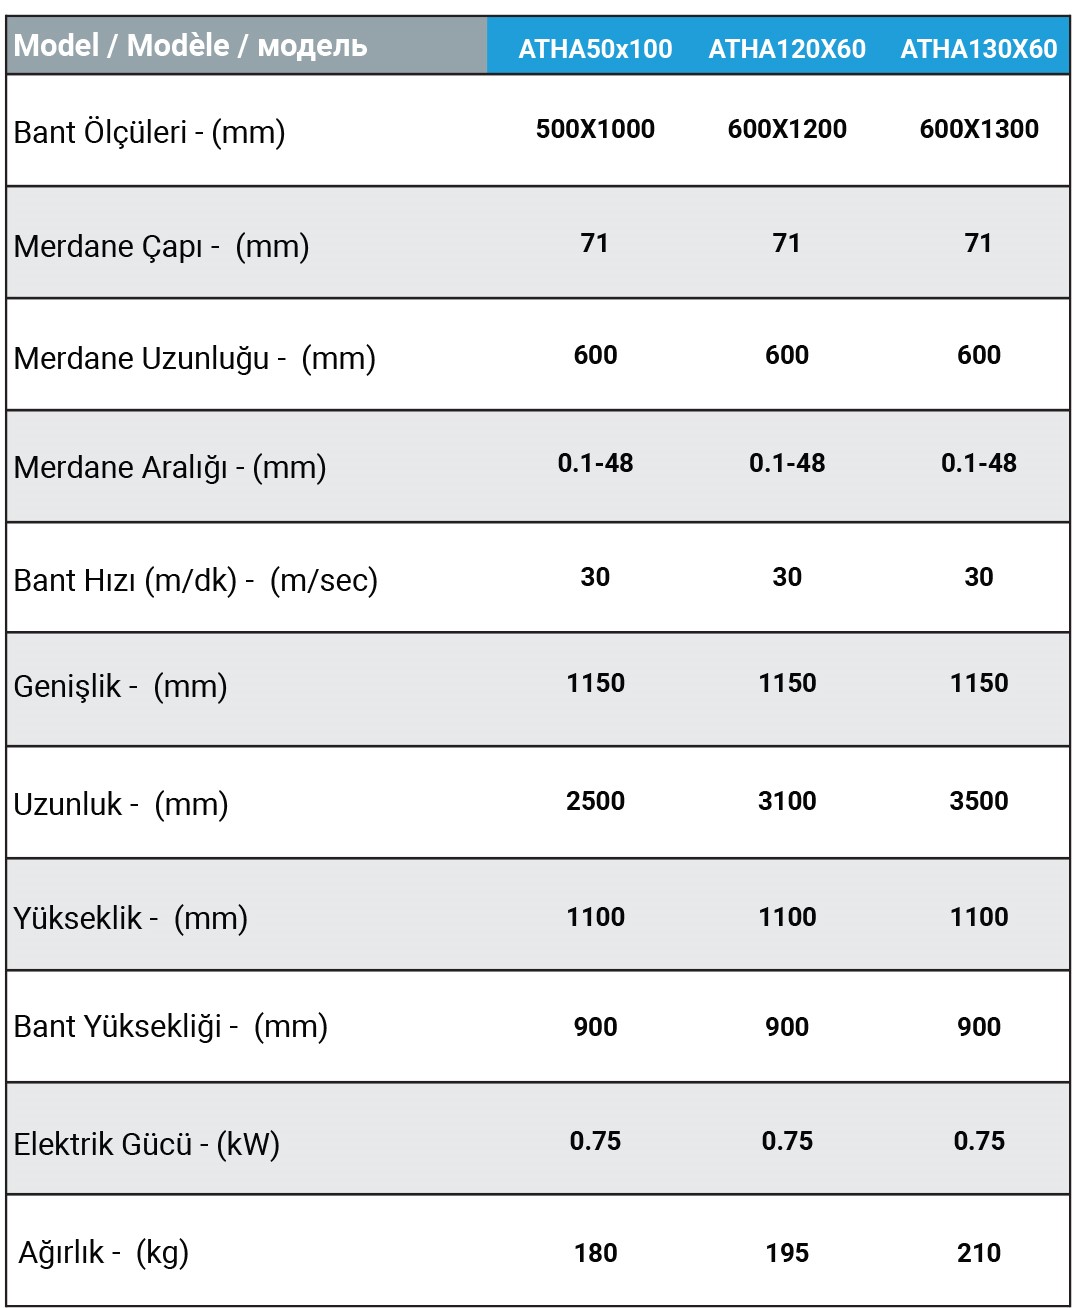 Model / Modèle / модель ATHA50x100 ATHA120X60 ATHA130X60
Bant Ölçüleri - (mm) 500X1000 600X1200 600X1300
Merdane Çapı - (mm) 71 71 71
Merdane Uzunluğu - (mm) 600 600 600
Merdane Aralığı - (mm) 0.1-48 0.1-48 0.1-48
Bant Hızı (m/dk) - (m/sec) 30 30 30
Genişlik - (mm) 1150 1150 1150
Uzunluk - (mm) 2500 3100 3500
Yükseklik - (mm) 1100 1100 1100
Bant Yüksekliği - (mm) 900 900 900
Elektrik Gücü - (kW) 0.75 0.75 0.75
Ağırlık - (kg) 180 195 210